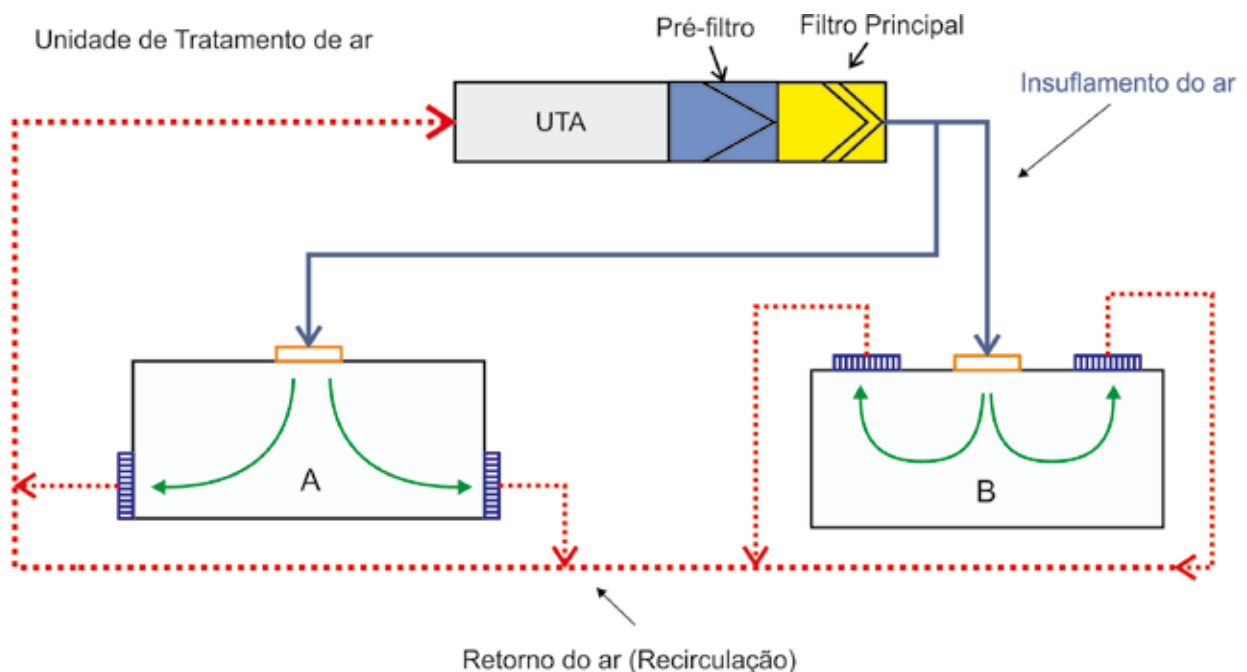 Unidade de Tratamento de ar
Pré-filtro
Filtro Principal
Insuflamento do ar
UTA
A
B
Retorno do ar (Recirculação)